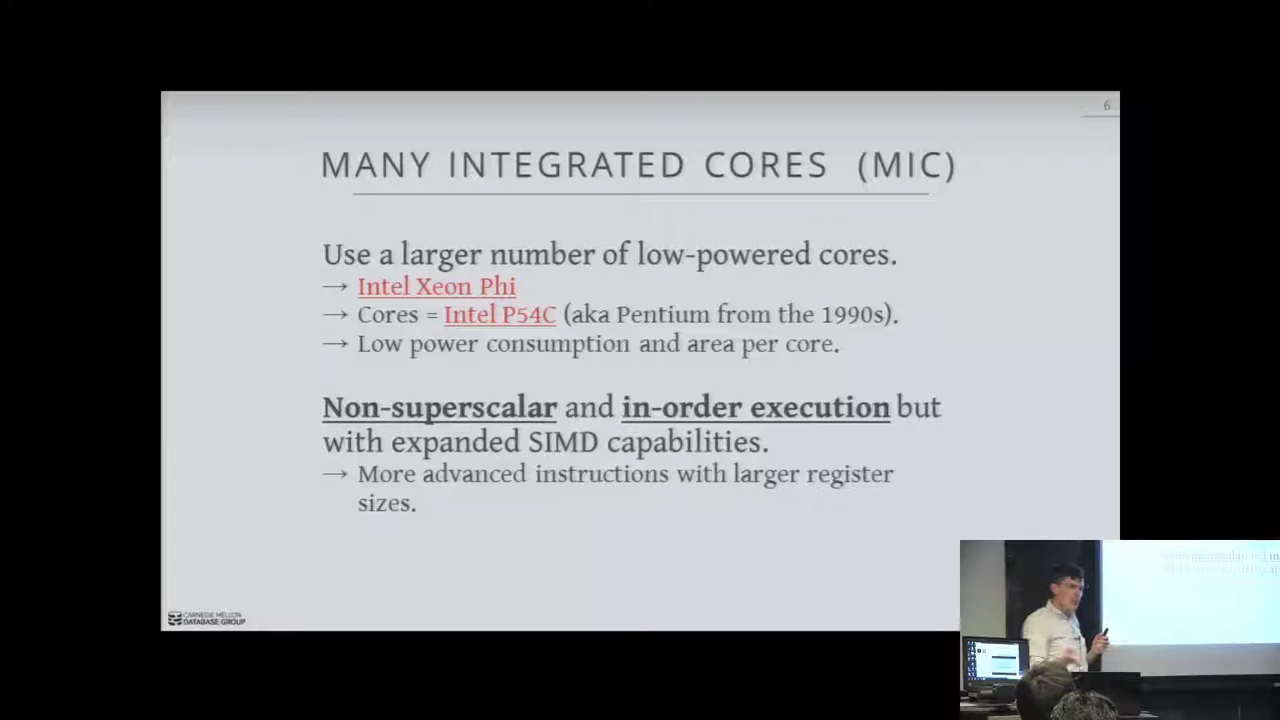 6
MANY INTEGRATED CORES (MIC)
Use a larger number of low-powered cores.
→ Intel Xeon Phi
→ Cores = Intel P54C (aka Pentium from the 1990s).
→ Low power consumption and area per core.
Non-superscalar and in-order execution but
with expanded SIMD capabilities.
→ More advanced instructions with larger register
sizes.
CARNEGIE MELLON
DATABASE GROUP